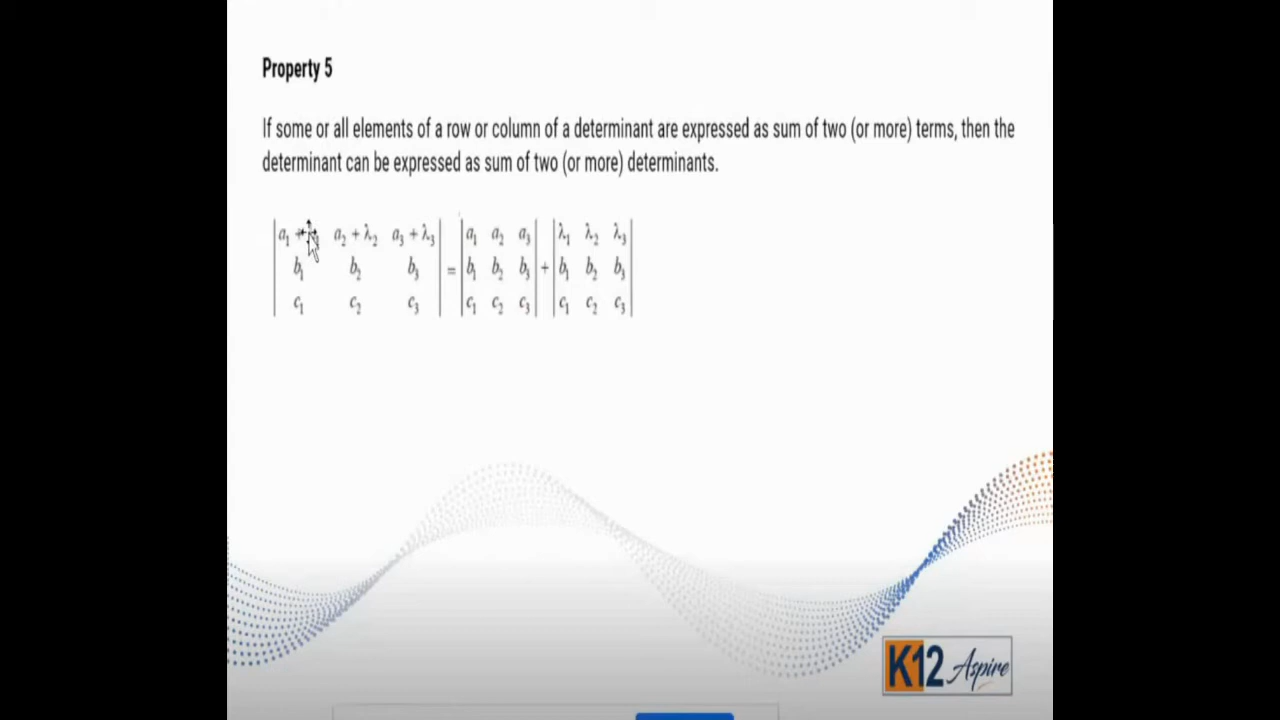 Property 5
If some or all elements of a row or column of a determinant are expressed as sum of two (or more) terms, then the
determinant can be expressed as sum of two (or more) determinants.
| a₁ + a₂ + λ₂ a₃ + λ₃ | | a₁ a₂ a₃ | | λ₁ λ₂ λ₃ |
| b₁ b₂ b₃ | = | b₁ b₂ b₃ | + | b₁ b₂ b₃ |
| c₁ c₂ c₃ | | c₁ c₂ c₃ | | c₁ c₂ c₃ |
K12 Aspire